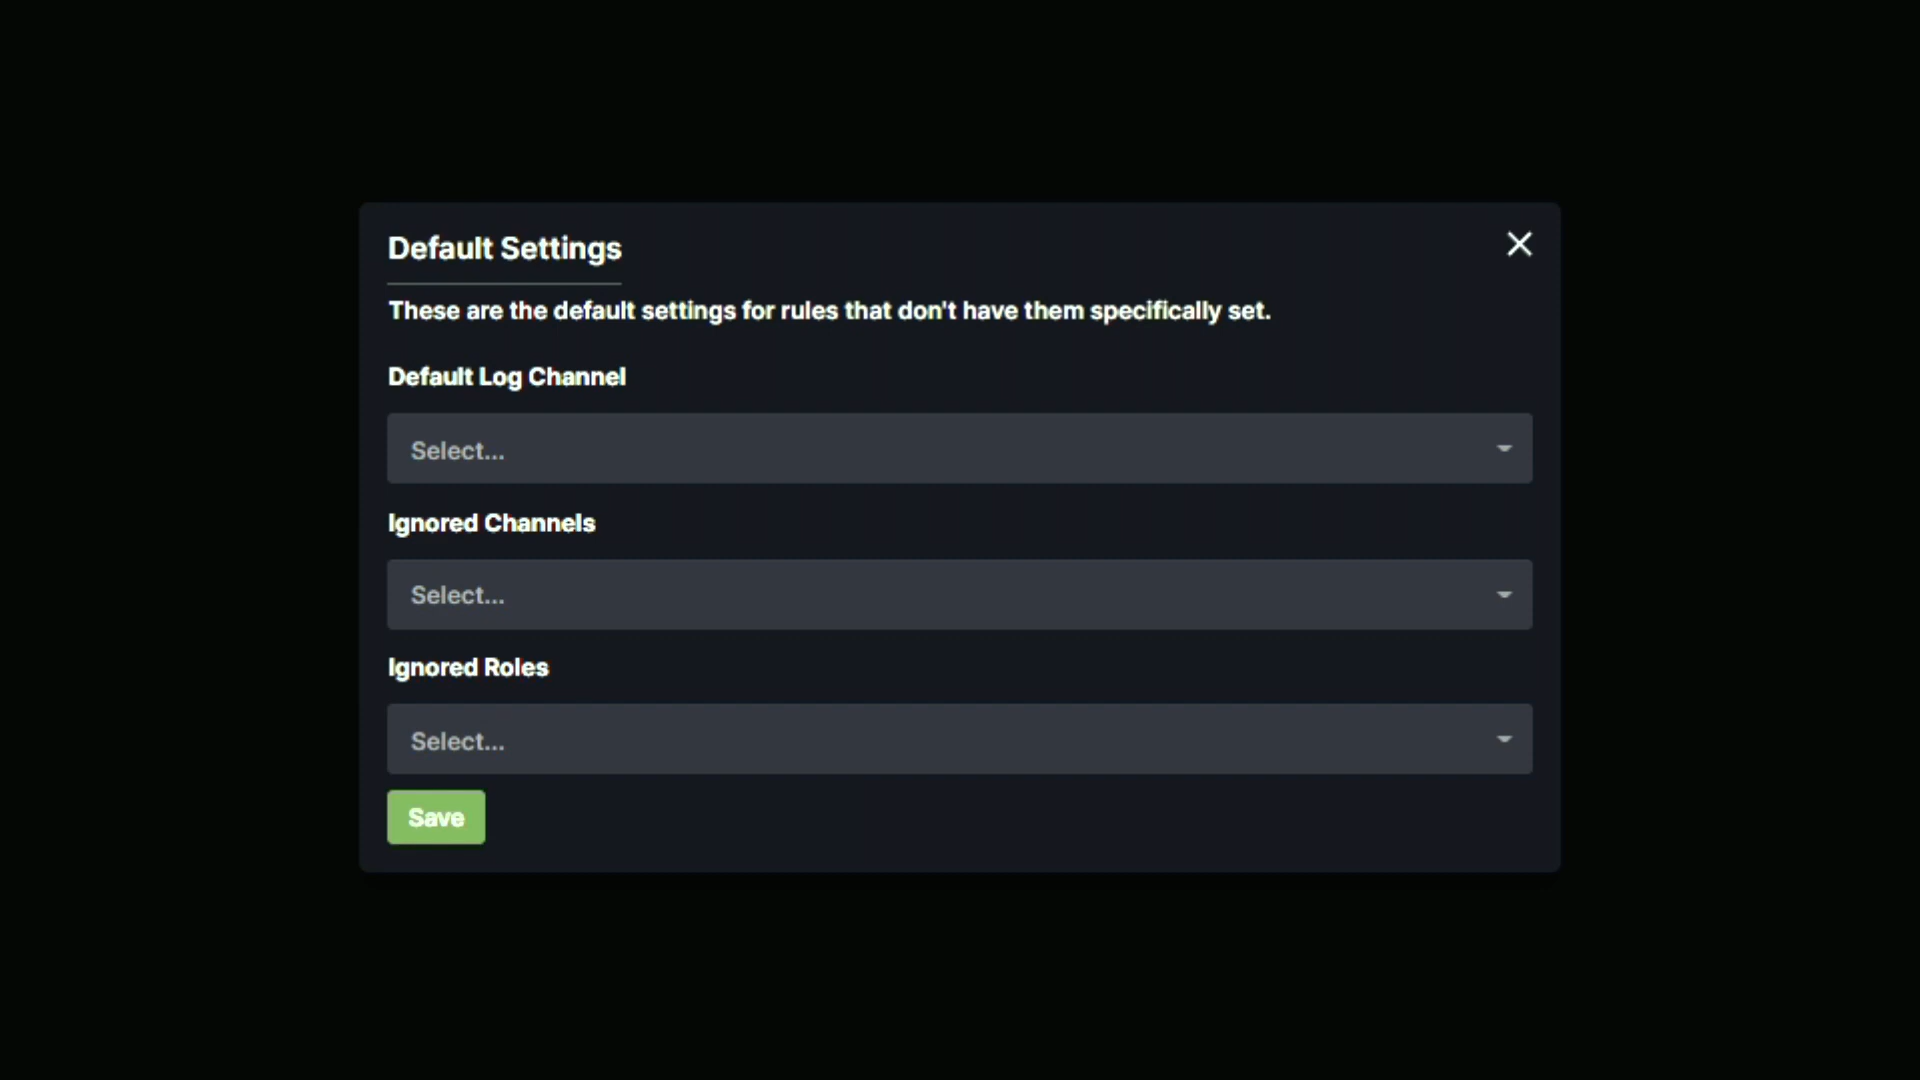 Default Settings
These are the default settings for rules that don't have them specifically set.
Default Log Channel
Select...
Ignored Channels
Select...
Ignored Roles
Select...
Save